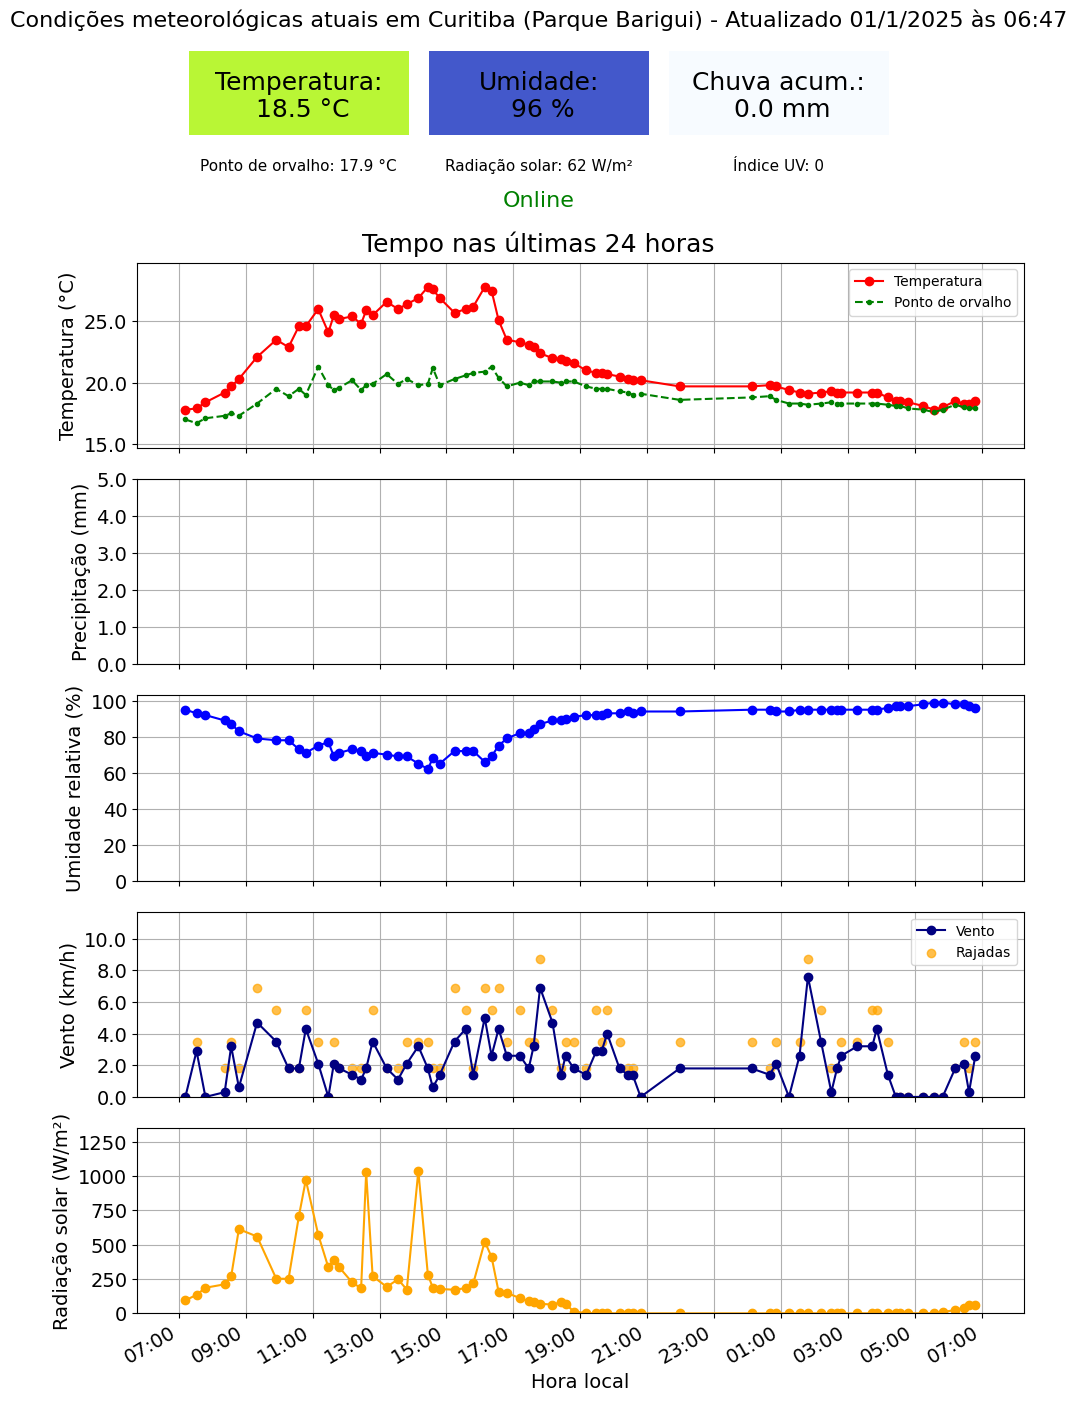 Condições meteorológicas atuais em Curitiba (Parque Barigui) - Atualizado 01/1/2025 às 06:47
Temperatura:
18.5 °C
Umidade:
96 %
Chuva acum.:
0.0 mm
Ponto de orvalho: 17.9 °C
Radiação solar: 62 W/m²
Índice UV: 0
Online
Tempo nas últimas 24 horas
Temperatura (°C)
25.0
20.0
15.0
Temperatura
Ponto de orvalho
Precipitação (mm)
5.0
4.0
3.0
2.0
1.0
0.0
Umidade relativa (%)
100
80
60
40
20
0
Vento (km/h)
10.0
8.0
6.0
4.0
2.0
0.0
Vento
Rajadas
Radiação solar (W/m²)
1250
1000
750
500
250
0
07:00
09:00
11:00
13:00
15:00
17:00
19:00
21:00
23:00
01:00
03:00
05:00
07:00
Hora local